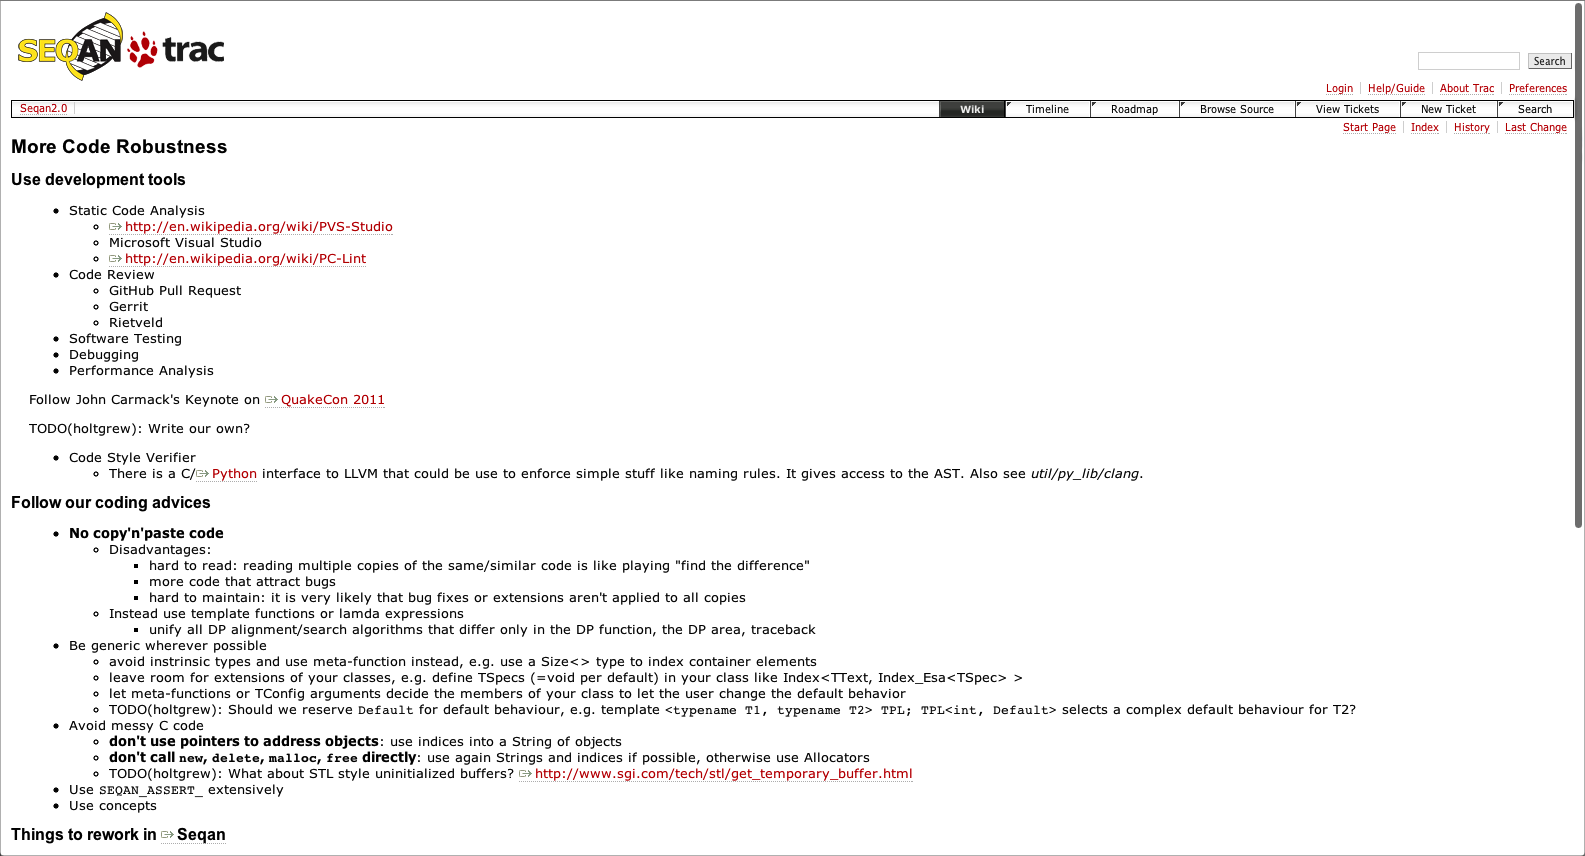 SEQAN trac
Search
Login Help/Guide About Trac Preferences
Seqan2.0 Wiki Timeline Roadmap Browse Source View Tickets New Ticket Search
Start Page Index History Last Change
More Code Robustness
Use development tools
Static Code Analysis
http://en.wikipedia.org/wiki/PVS-Studio
Microsoft Visual Studio
http://en.wikipedia.org/wiki/PC-Lint
Code Review
GitHub Pull Request
Gerrit
Rietveld
Software Testing
Debugging
Performance Analysis
Follow John Carmack's Keynote on QuakeCon 2011
TODO(holtgrew): Write our own?
Code Style Verifier
There is a C/Python interface to LLVM that could be use to enforce simple stuff like naming rules. It gives access to the AST. Also see util/py_lib/clang.
Follow our coding advices
No copy'n'paste code
Disadvantages:
hard to read: reading multiple copies of the same/similar code is like playing "find the difference"
more code that attract bugs
hard to maintain: it is very likely that bug fixes or extensions aren't applied to all copies
Instead use template functions or lamda expressions
unify all DP alignment/search algorithms that differ only in the DP function, the DP area, traceback
Be generic wherever possible
avoid instrinsic types and use meta-function instead, e.g. use a Size<> type to index container elements
leave room for extensions of your classes, e.g. define TSpecs (=void per default) in your class like Index<TText, Index_Esa<TSpec> >
let meta-functions or TConfig arguments decide the members of your class to let the user change the default behavior
TODO(holtgrew): Should we reserve Default for default behaviour, e.g. template <typename T1, typename T2> TPL; TPL<int, Default> selects a complex default behaviour for T2?
Avoid messy C code
don't use pointers to address objects: use indices into a String of objects
don't call new, delete, malloc, free directly: use again Strings and indices if possible, otherwise use Allocators
TODO(holtgrew): What about STL style uninitialized buffers? http://www.sgi.com/tech/stl/get_temporary_buffer.html
Use SEQAN_ASSERT_ extensively
Use concepts
Things to rework in Seqan